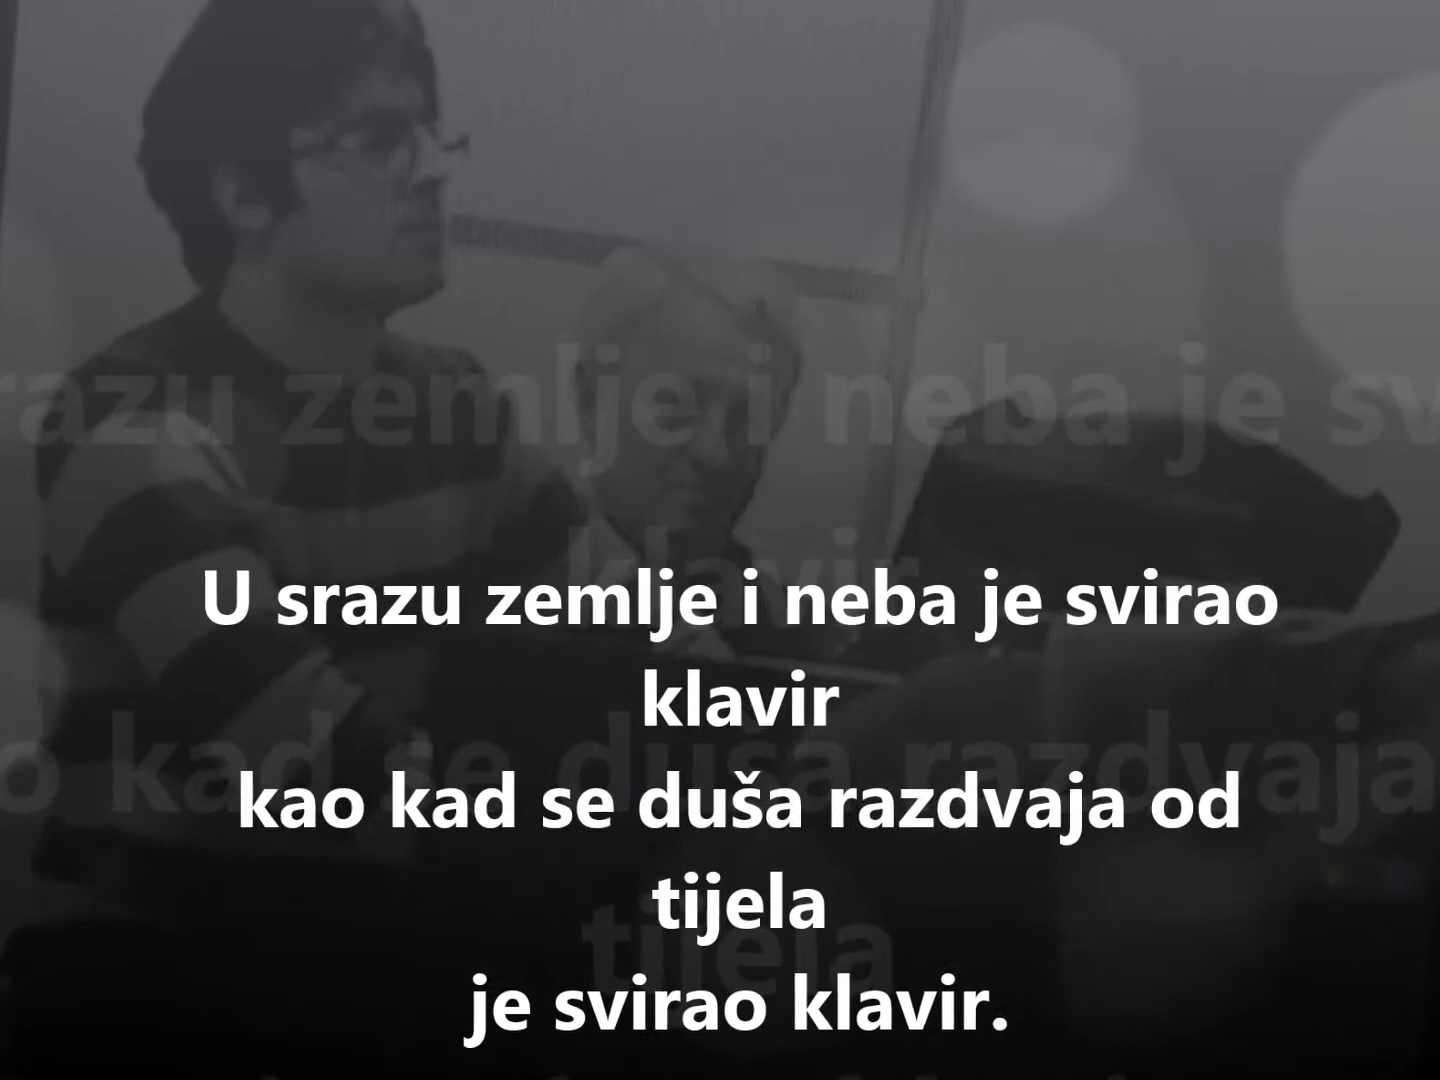 U srazu zemlje i neba je svirao
klavir
kao kad se duša razdvaja od
tijela
je svirao klavir.